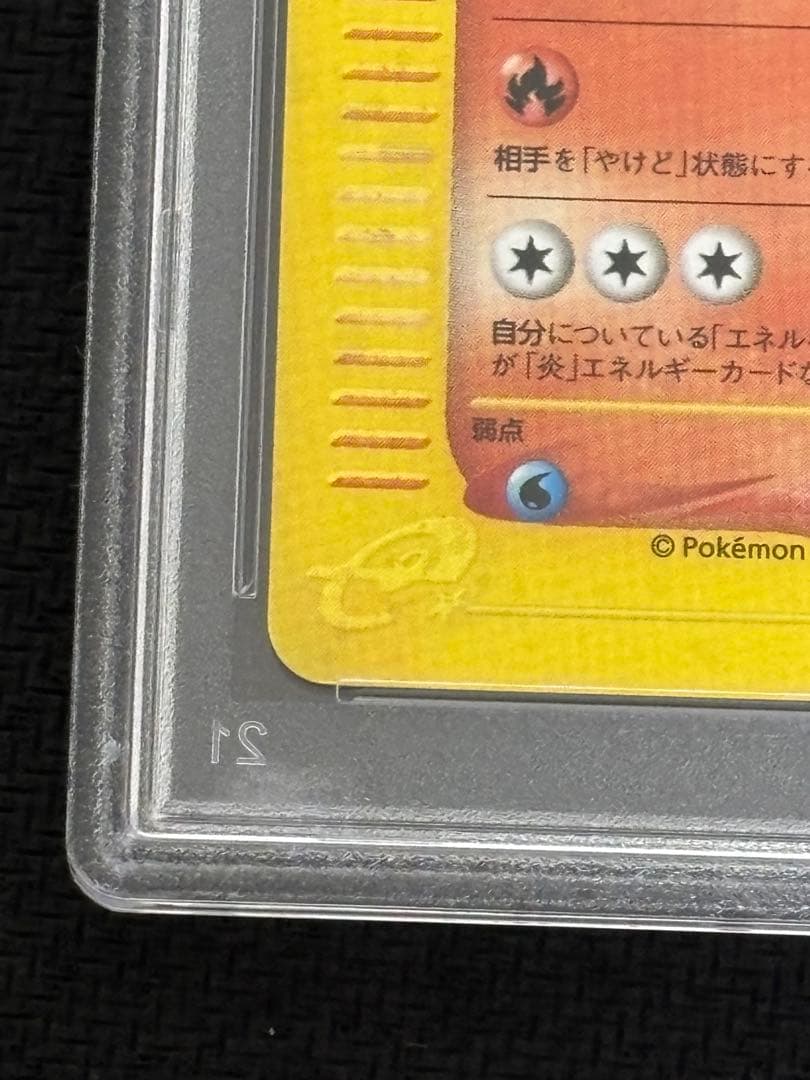 相手を「やけど」状態にす
自分についている「エネル
が「炎」エネルギーカードな
弱点
© Pokémon
21